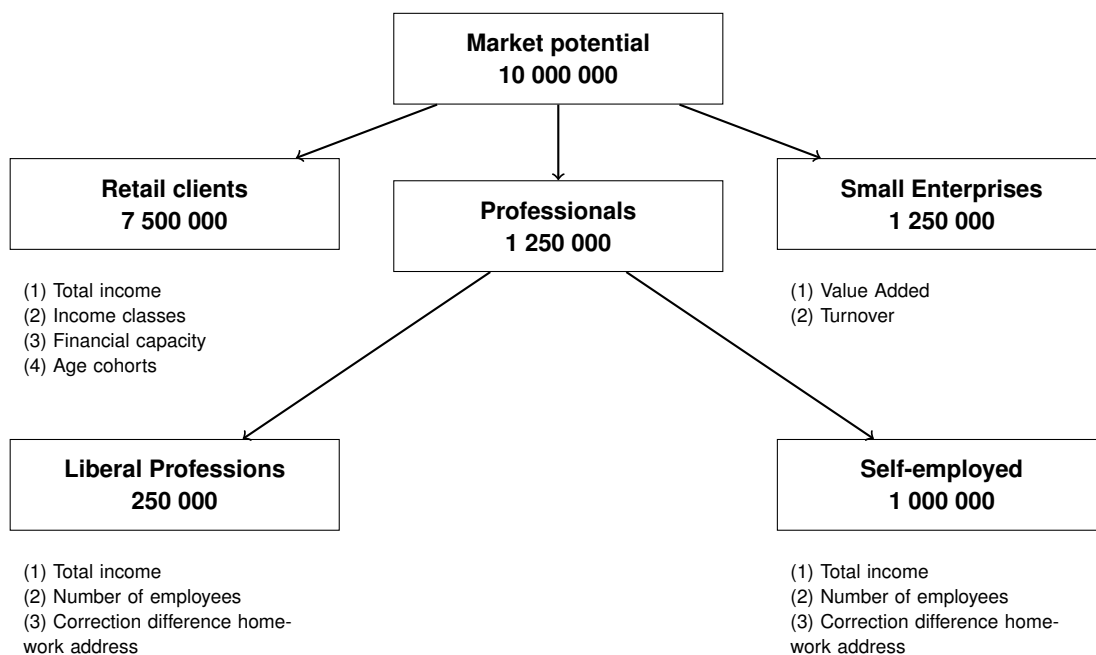 Market potential
10 000 000
Retail clients
7 500 000
Professionals
1 250 000
Small Enterprises
1 250 000
(1) Total income
(2) Income classes
(3) Financial capacity
(4) Age cohorts
(1) Value Added
(2) Turnover
Liberal Professions
250 000
Self-employed
1 000 000
(1) Total income
(2) Number of employees
(3) Correction difference home-
work address
(1) Total income
(2) Number of employees
(3) Correction difference home-
work address